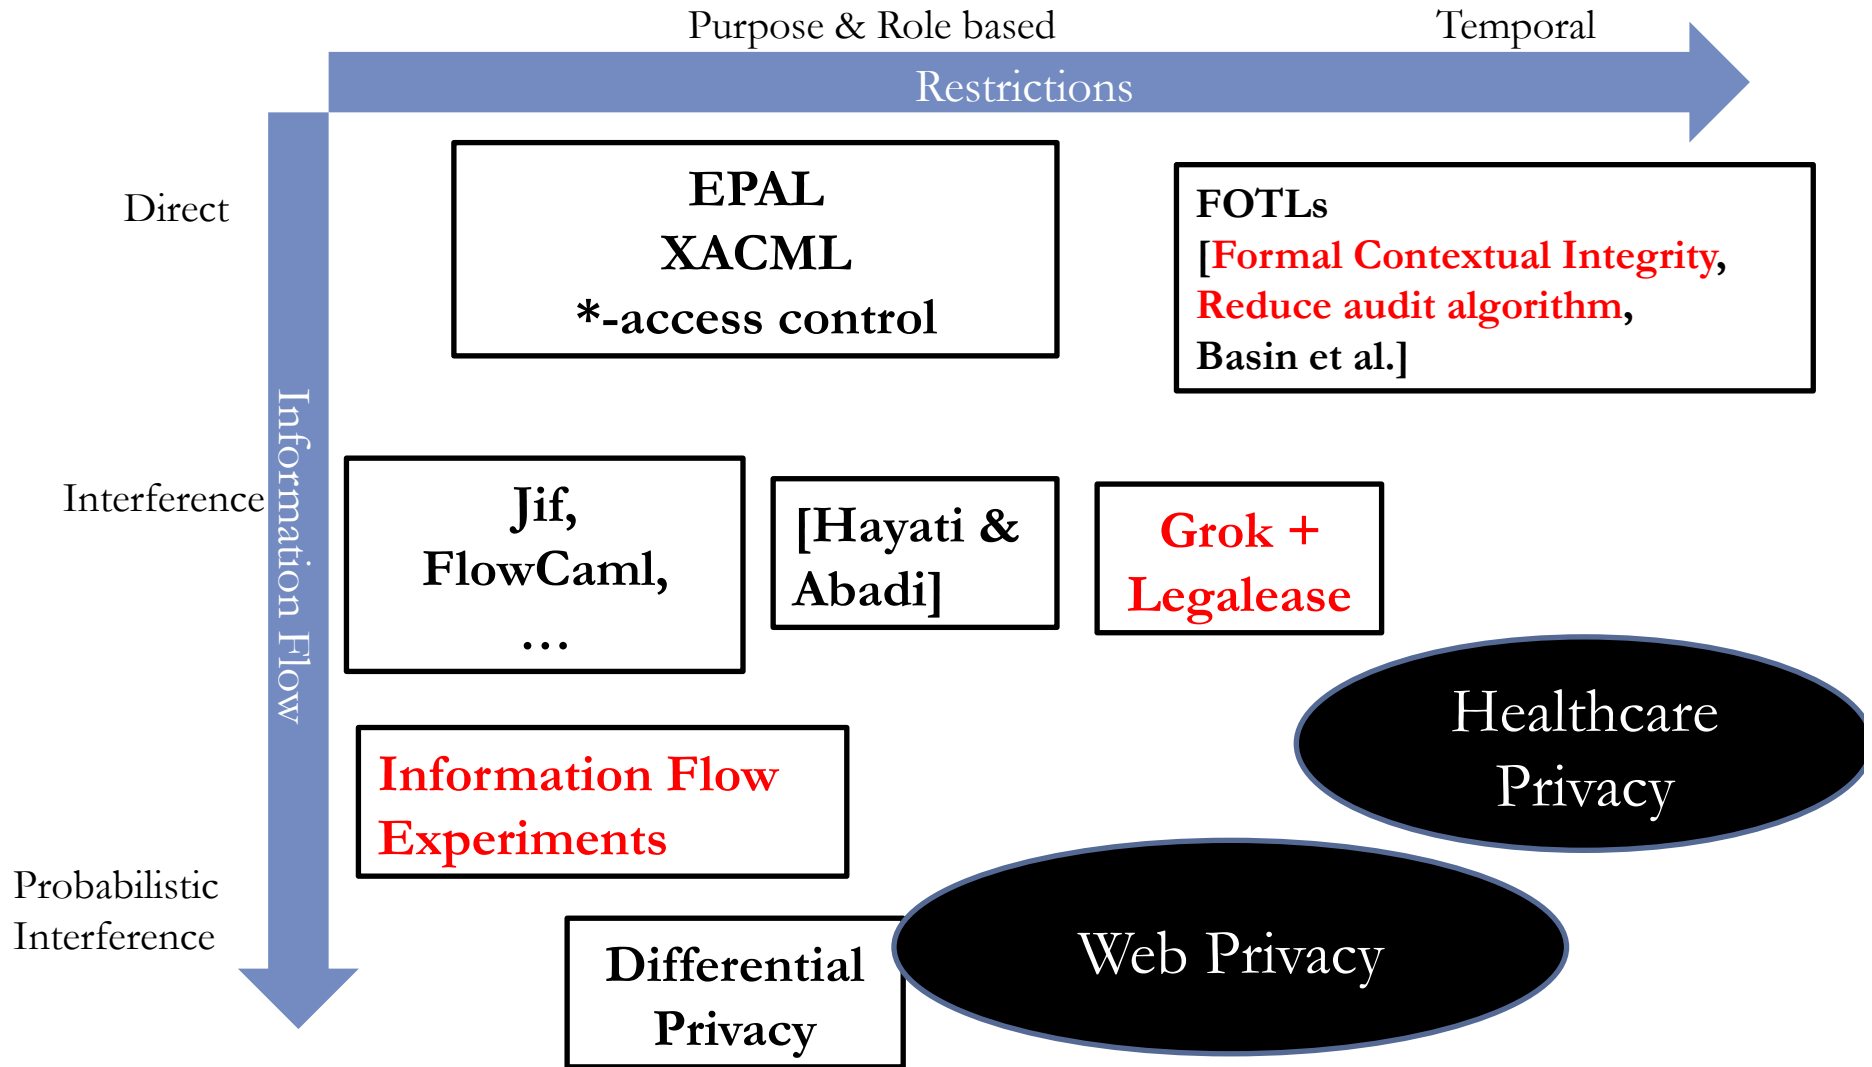 Purpose & Role based
Temporal
Restrictions
Direct
EPAL
XACML
*-access control
FOTLs
[Formal Contextual Integrity,
Reduce audit algorithm,
Basin et al.]
Information Flow
Interference
Jif,
FlowCaml,
…
[Hayati &
Abadi]
Grok +
Legalease
Healthcare
Privacy
Information Flow
Experiments
Probabilistic
Interference
Web Privacy
Differential
Privacy